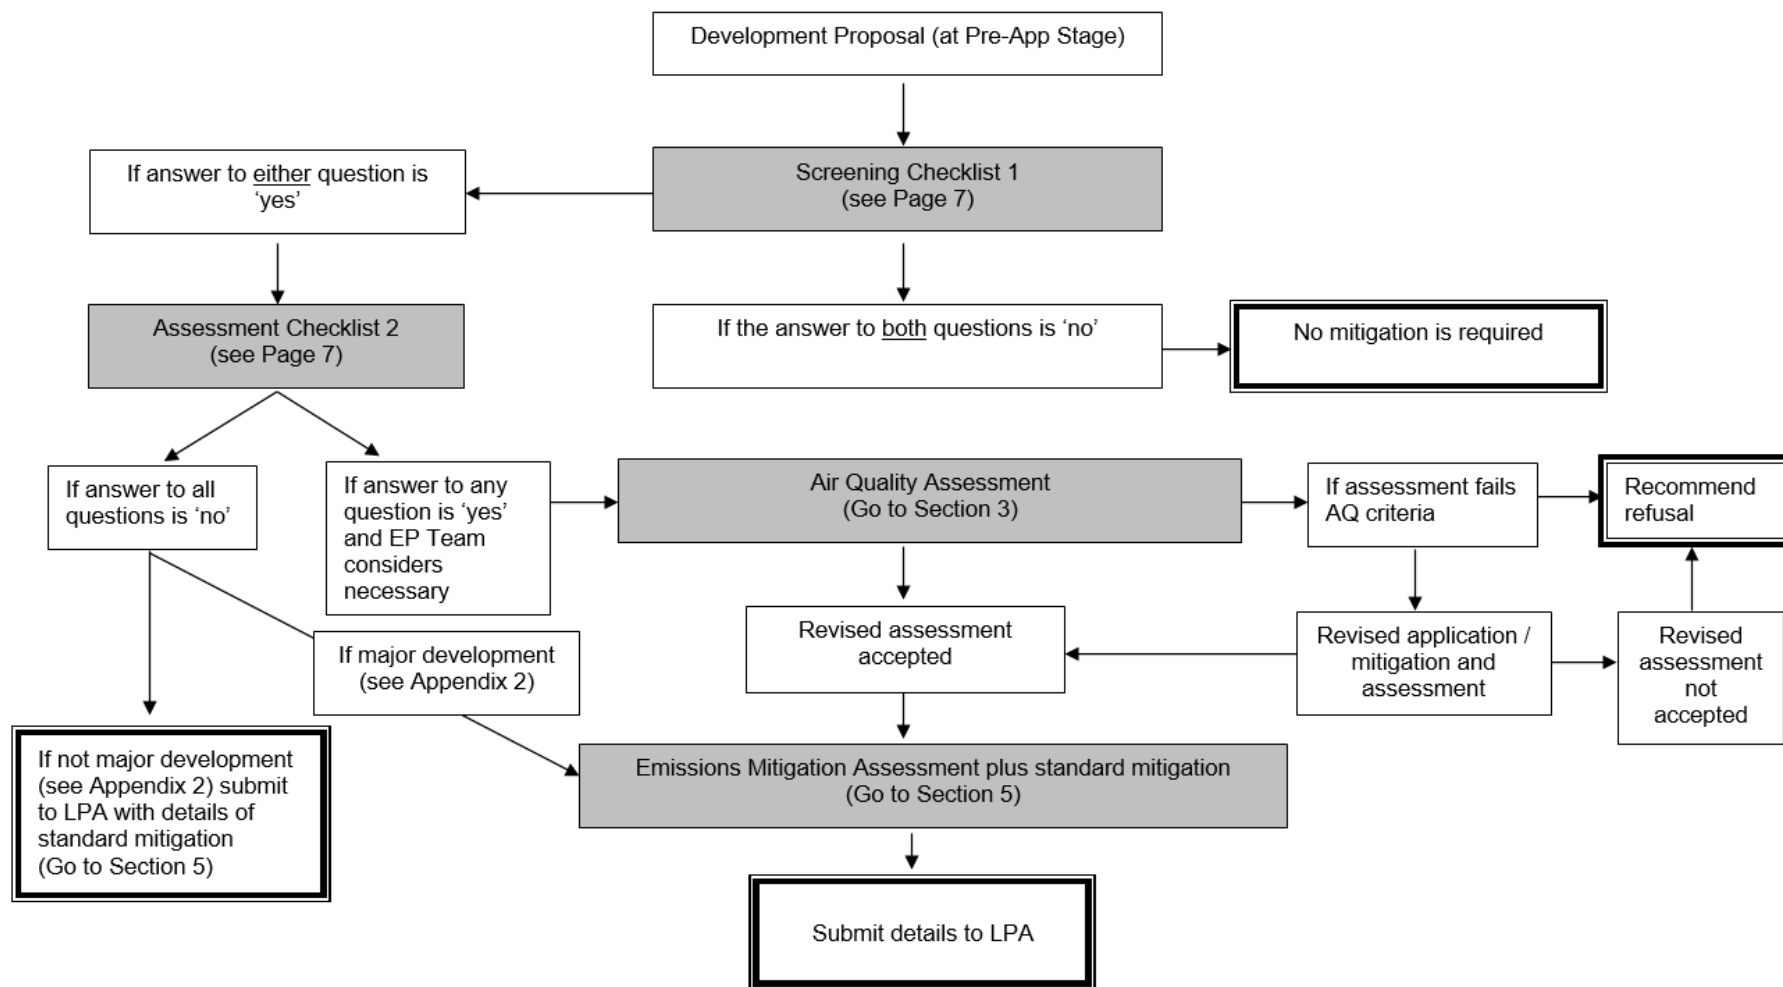 Development Proposal (at Pre-App Stage)
If answer to either question is
‘yes’
Screening Checklist 1
(see Page 7)
Assessment Checklist 2
(see Page 7)
If the answer to both questions is ‘no’
No mitigation is required
If answer to all
questions is ‘no’
If answer to any
question is ‘yes’
and EP Team
considers
necessary
Air Quality Assessment
(Go to Section 3)
If assessment fails
AQ criteria
Recommend
refusal
If major development
(see Appendix 2)
Revised assessment
accepted
Revised application /
mitigation and
assessment
Revised
assessment
not
accepted
If not major development
(see Appendix 2) submit
to LPA with details of
standard mitigation
(Go to Section 5)
Emissions Mitigation Assessment plus standard mitigation
(Go to Section 5)
Submit details to LPA